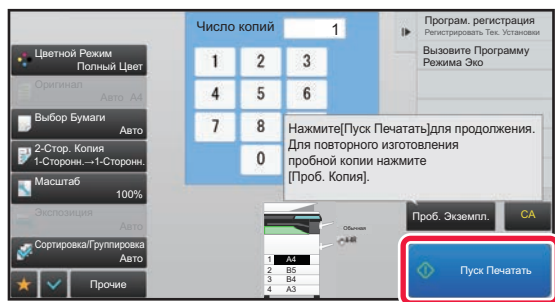 Цветной Режим
Полный Цвет
Оригинал
Авто A4
Выбор Бумаги
Авто
2-Стор. Копия
1-Сторонн.→1-Сторонн.
Масштаб
100%
Экспозиция
Авто
Сортировка/Группировка
Авто
Прочие
Число копий 1
1 2 3
4 5 6
7 8
0
Нажмите[Пуск Печатать]для продолжения.
Для повторного изготовления
пробной копии нажмите
[Проб. Копия].
Обычная
A4R
1 A4
2 B5
3 B4
4 A3
Програм. регистрация
Регистрировать Тек. Установки
Вызовите Программу
Режима Эко
Проб. Экземпл.
CA
Пуск Печатать